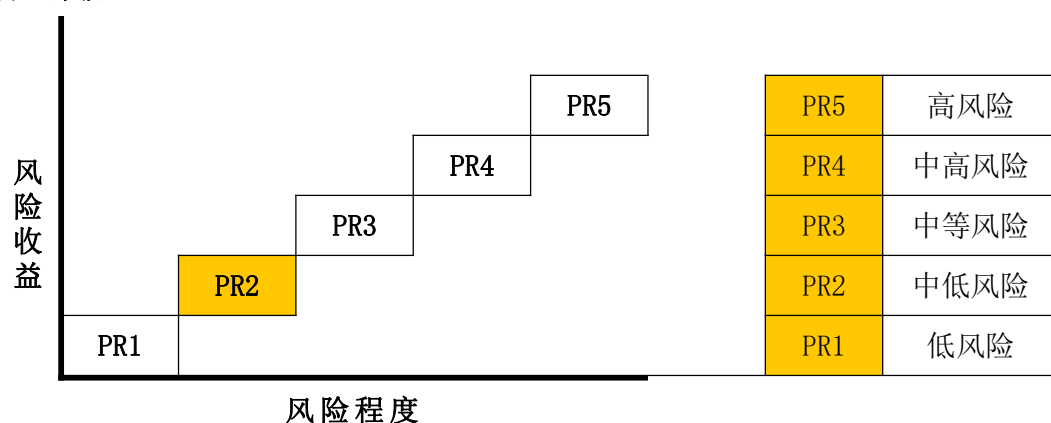 PR5
PR4
PR3
PR2
PR1
风险收益
风险程度
PR5 高风险
PR4 中高风险
PR3 中等风险
PR2 中低风险
PR1 低风险